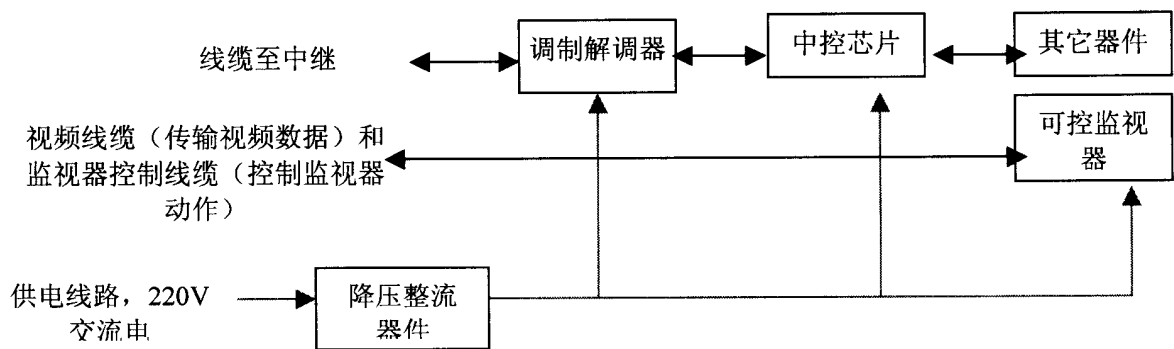 线缆至中继
调制解调器
中控芯片
其它器件
视频线缆（传输视频数据）和
监视器控制线缆（控制监视器
动作）
可控监视
器
供电线路，220V
交流电
降压整流
器件